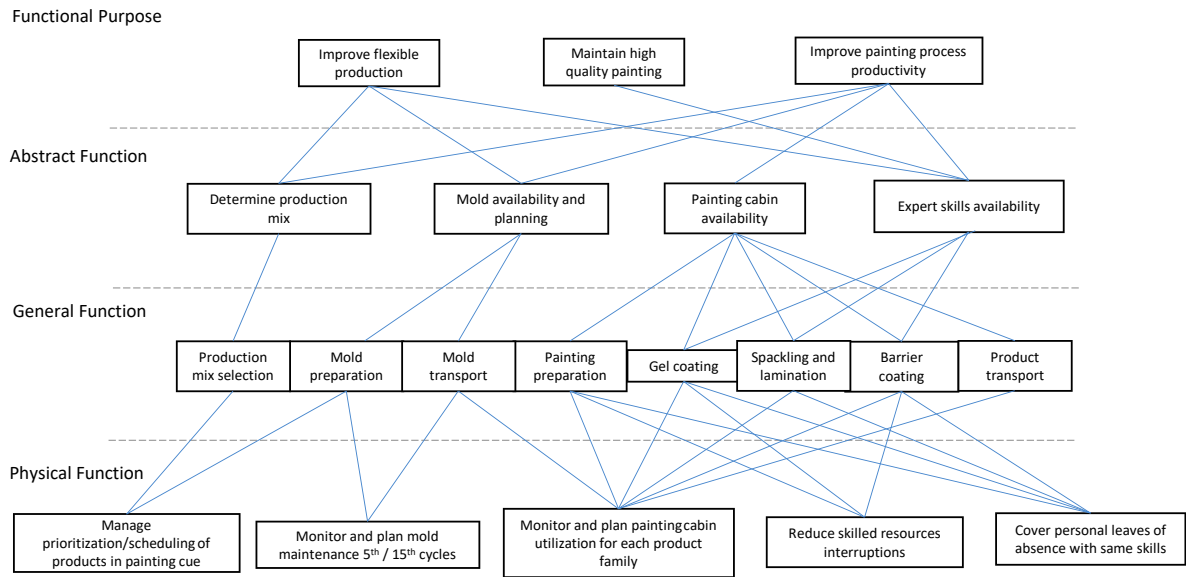 Functional Purpose
Improve flexible
production
Maintain high
quality painting
Improve painting process
productivity
Abstract Function
Determine production
mix
Mold availability and
planning
Painting cabin
availability
Expert skills availability
General Function
Production
mix selection
Mold
preparation
Mold
transport
Painting
preparation
Gel coating
Spackling and
lamination
Barrier
coating
Product
transport
Physical Function
Manage
prioritization/scheduling of
products in painting cue
Monitor and plan mold
maintenance 5th / 15th cycles
Monitor and plan painting cabin
utilization for each product
family
Reduce skilled resources
interruptions
Cover personal leaves of
absence with same skills